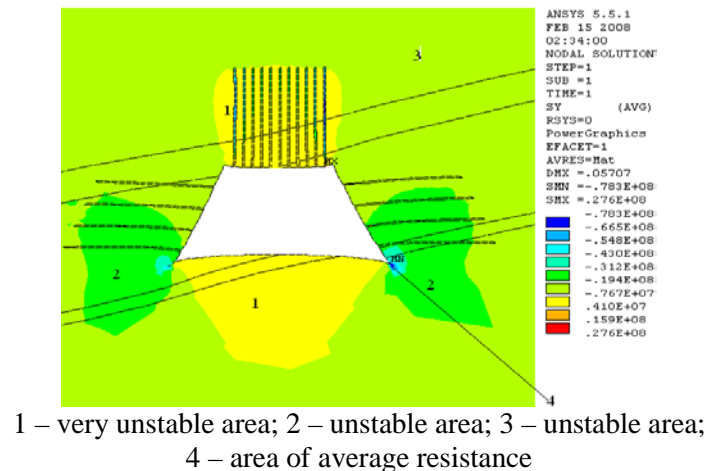 ANSYS 5.5.1
FEB 15 2008
02:34:00
NODAL SOLUTION
STEP=1
SUB =1
TIME=1
SY (AVG)
RSYS=0
PowerGraphics
EFACET=1
AVRES=Mat
DMX =.05707
SMN =-.783E+08
SMX =.276E+08
-.783E+08
-.665E+08
-.548E+08
-.430E+08
-.312E+08
-.194E+08
-.767E+07
.410E+07
.159E+08
.276E+08
3
1
MX
2
MN
2
1
4
1 – very unstable area; 2 – unstable area; 3 – unstable area;
4 – area of average resistance